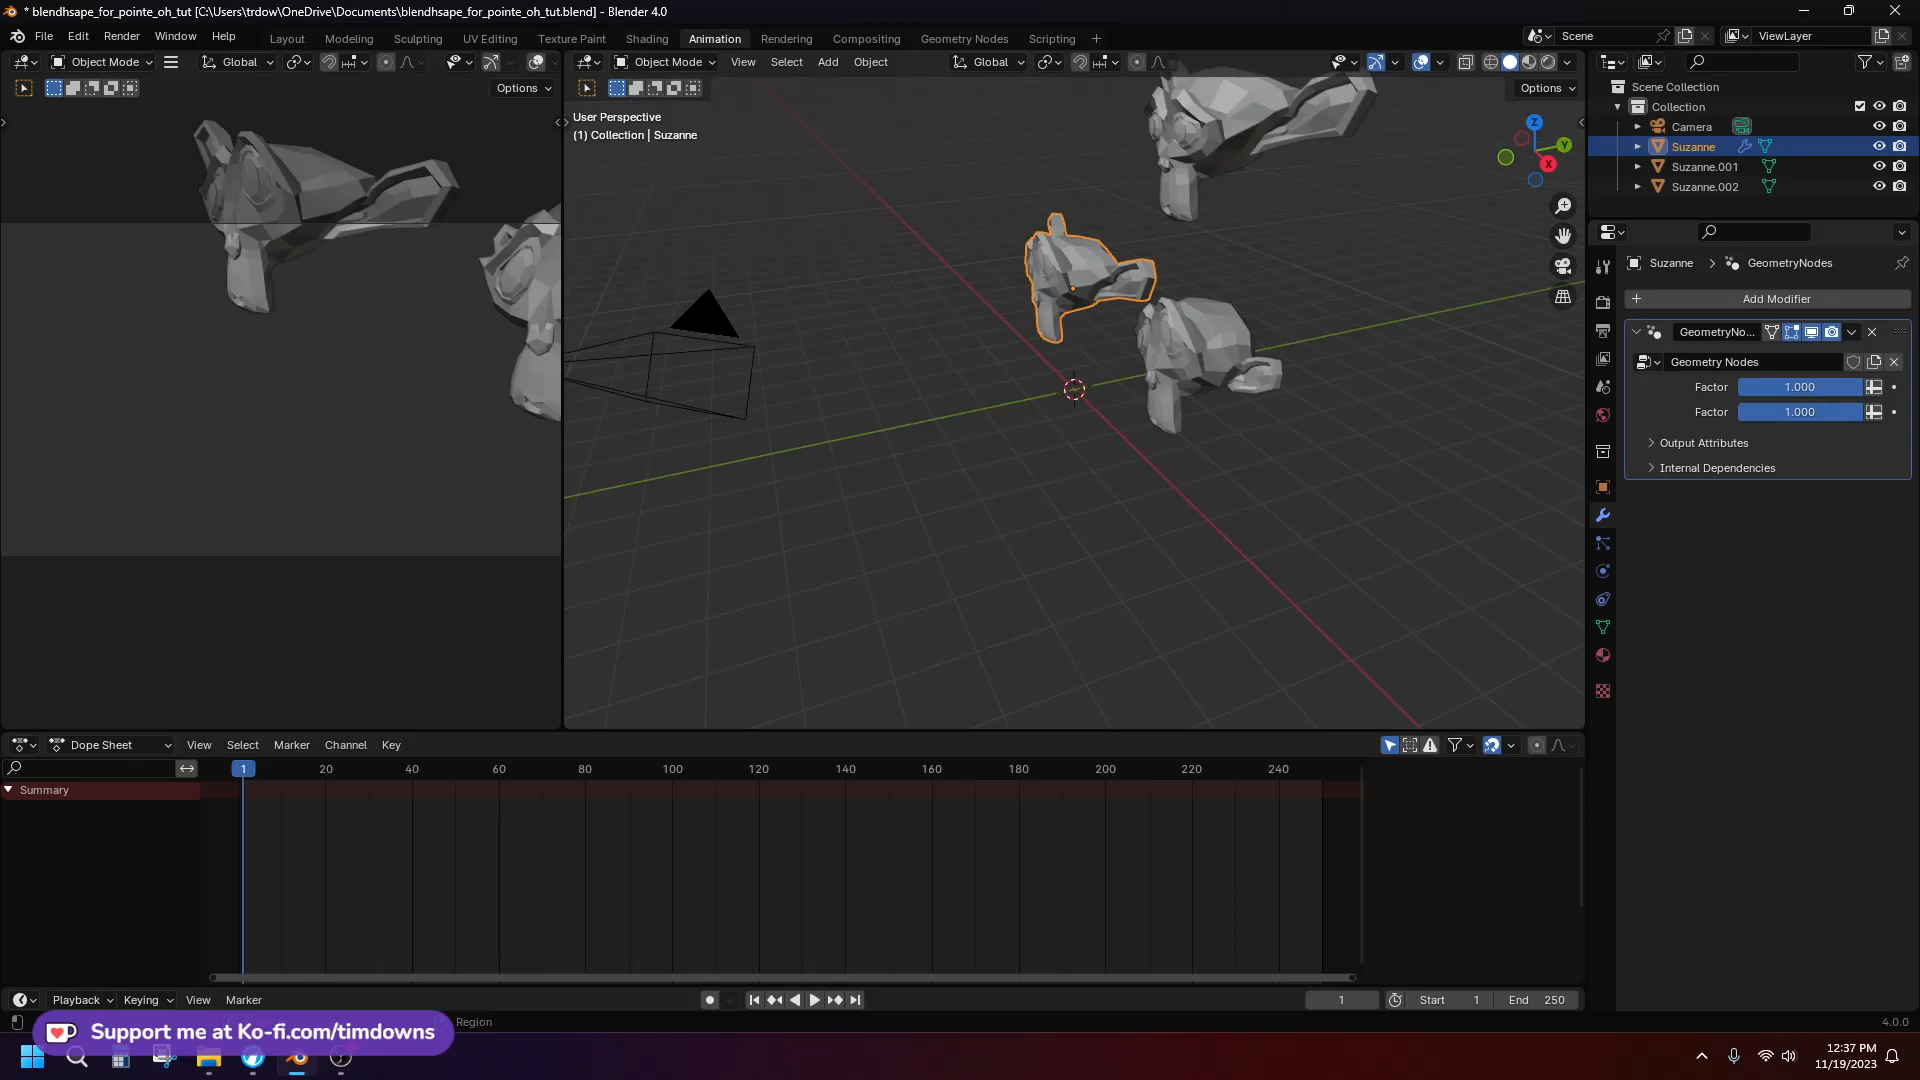 * blendhsape_for_pointe_oh_tut [C:\Users\trdow\OneDrive\Documents\blendhsape_for_pointe_oh_tut.blend] - Blender 4.0
File Edit Render Window Help
Layout Modeling Sculpting UV Editing Texture Paint Shading Animation Rendering Compositing Geometry Nodes Scripting
Scene
ViewLayer
Object Mode
Global
Object Mode View Select Add Object
Global
Options
Options
User Perspective
(1) Collection | Suzanne
Z
Y
X
Scene Collection
Collection
Camera
Suzanne
Suzanne.001
Suzanne.002
Suzanne
GeometryNodes
Add Modifier
GeometryNo...
Geometry Nodes
Factor 1.000
Factor 1.000
Output Attributes
Internal Dependencies
Dope Sheet View Select Marker Channel Key
1 20 40 60 80 100 120 140 160 180 200 220 240
Summary
Playback Keying View Marker
1
Start 1
End 250
Region
4.0.0
Support me at Ko-fi.com/timdowns
12:37 PM
11/19/2023